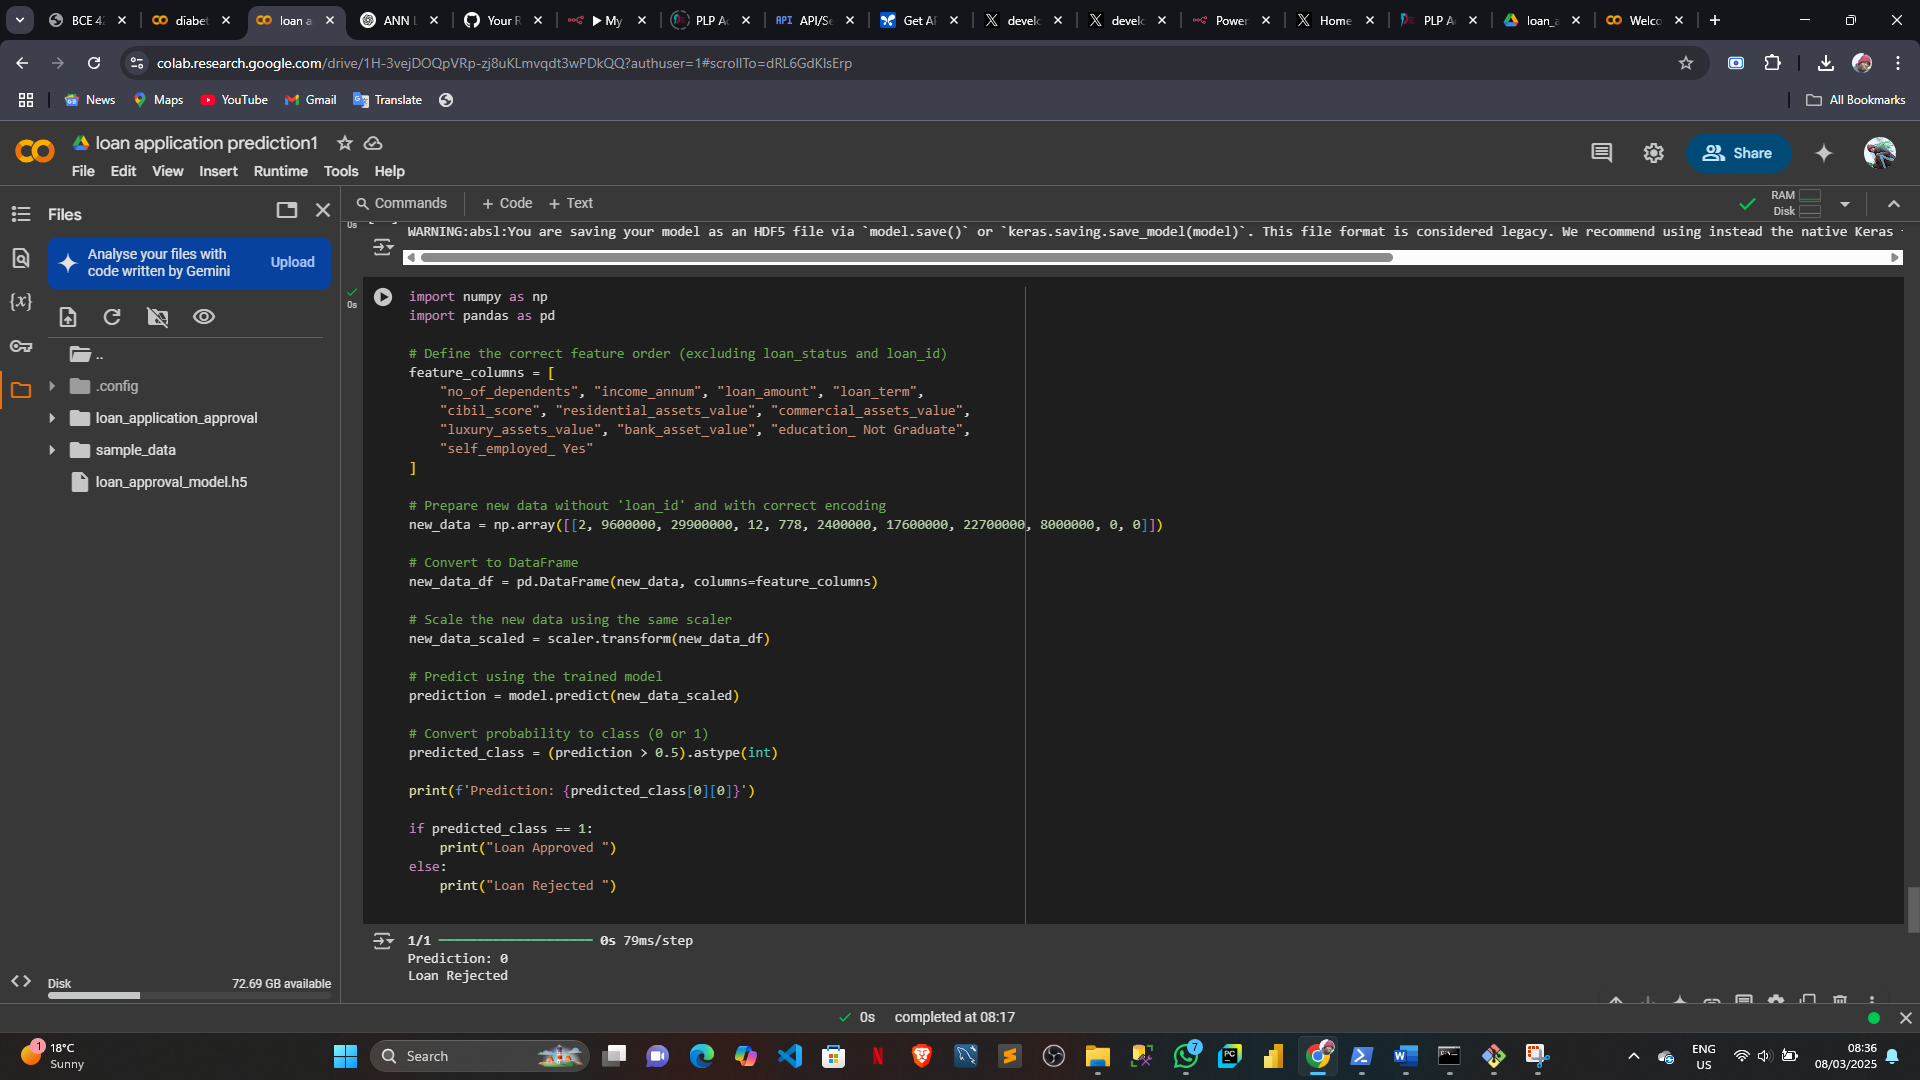 BCE 4
diabet
loan a
ANN L
Your R
My
PLP Ac
API API/Se
Get AI
develo
develo
Power
Home
PLP A
loan_a
Welco
colab.research.google.com/drive/1H-3vejDOQpVRp-zj8uKLmvqdt3wPDkQQ?authuser=1#scrollTo=dRL6GdKIsErp
News
Maps
YouTube
Gmail
Translate
All Bookmarks
loan application prediction1
File Edit View Insert Runtime Tools Help
Share
Files
Commands
+ Code + Text
RAM
Disk
Analyse your files with
code written by Gemini
Upload
{x}
..
.config
loan_application_approval
sample_data
loan_approval_model.h5
Disk
72.69 GB available
0s
WARNING:absl:You are saving your model as an HDF5 file via `model.save()` or `keras.saving.save_model(model)`. This file format is considered legacy. We recommend using instead the native Keras
0s
import numpy as np
import pandas as pd
# Define the correct feature order (excluding loan_status and loan_id)
feature_columns = [
"no_of_dependents", "income_annum", "loan_amount", "loan_term",
"cibil_score", "residential_assets_value", "commercial_assets_value",
"luxury_assets_value", "bank_asset_value", "education_ Not Graduate",
"self_employed_ Yes"
]
# Prepare new data without 'loan_id' and with correct encoding
new_data = np.array([[2, 9600000, 29900000, 12, 778, 2400000, 17600000, 22700000, 8000000, 0, 0]])
# Convert to DataFrame
new_data_df = pd.DataFrame(new_data, columns=feature_columns)
# Scale the new data using the same scaler
new_data_scaled = scaler.transform(new_data_df)
# Predict using the trained model
prediction = model.predict(new_data_scaled)
# Convert probability to class (0 or 1)
predicted_class = (prediction > 0.5).astype(int)
print(f'Prediction: {predicted_class[0][0]}')
if predicted_class == 1:
print("Loan Approved ")
else:
print("Loan Rejected ")
1/1 0s 79ms/step
Prediction: 0
Loan Rejected
0s completed at 08:17
1
18°C
Sunny
Search
7
PC
ENG
US
08:36
08/03/2025